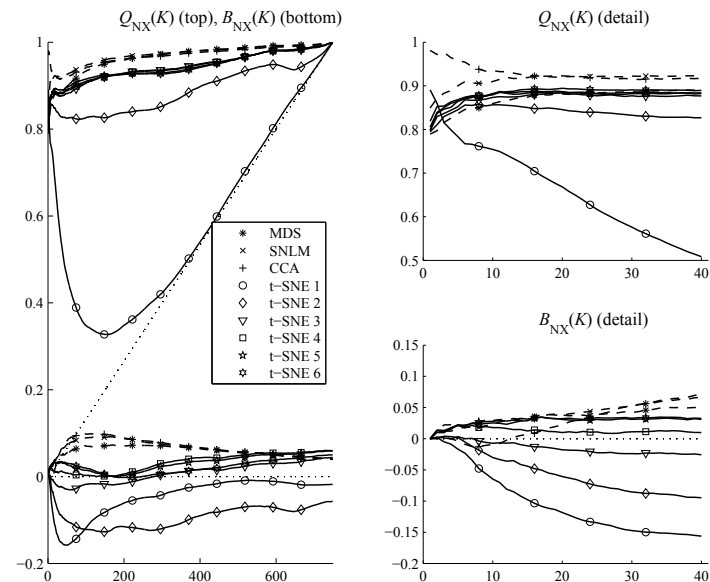 Q_NX(K) (top), B_NX(K) (bottom)
1
0.8
0.6
0.4
0.2
0
−0.2
0
200
400
600
MDS
SNLM
CCA
t−SNE 1
t−SNE 2
t−SNE 3
t−SNE 4
t−SNE 5
t−SNE 6
Q_NX(K) (detail)
1
0.9
0.8
0.7
0.6
0.5
0
10
20
30
40
B_NX(K) (detail)
0.15
0.1
0.05
0
−0.05
−0.1
−0.15
−0.2
0
10
20
30
40